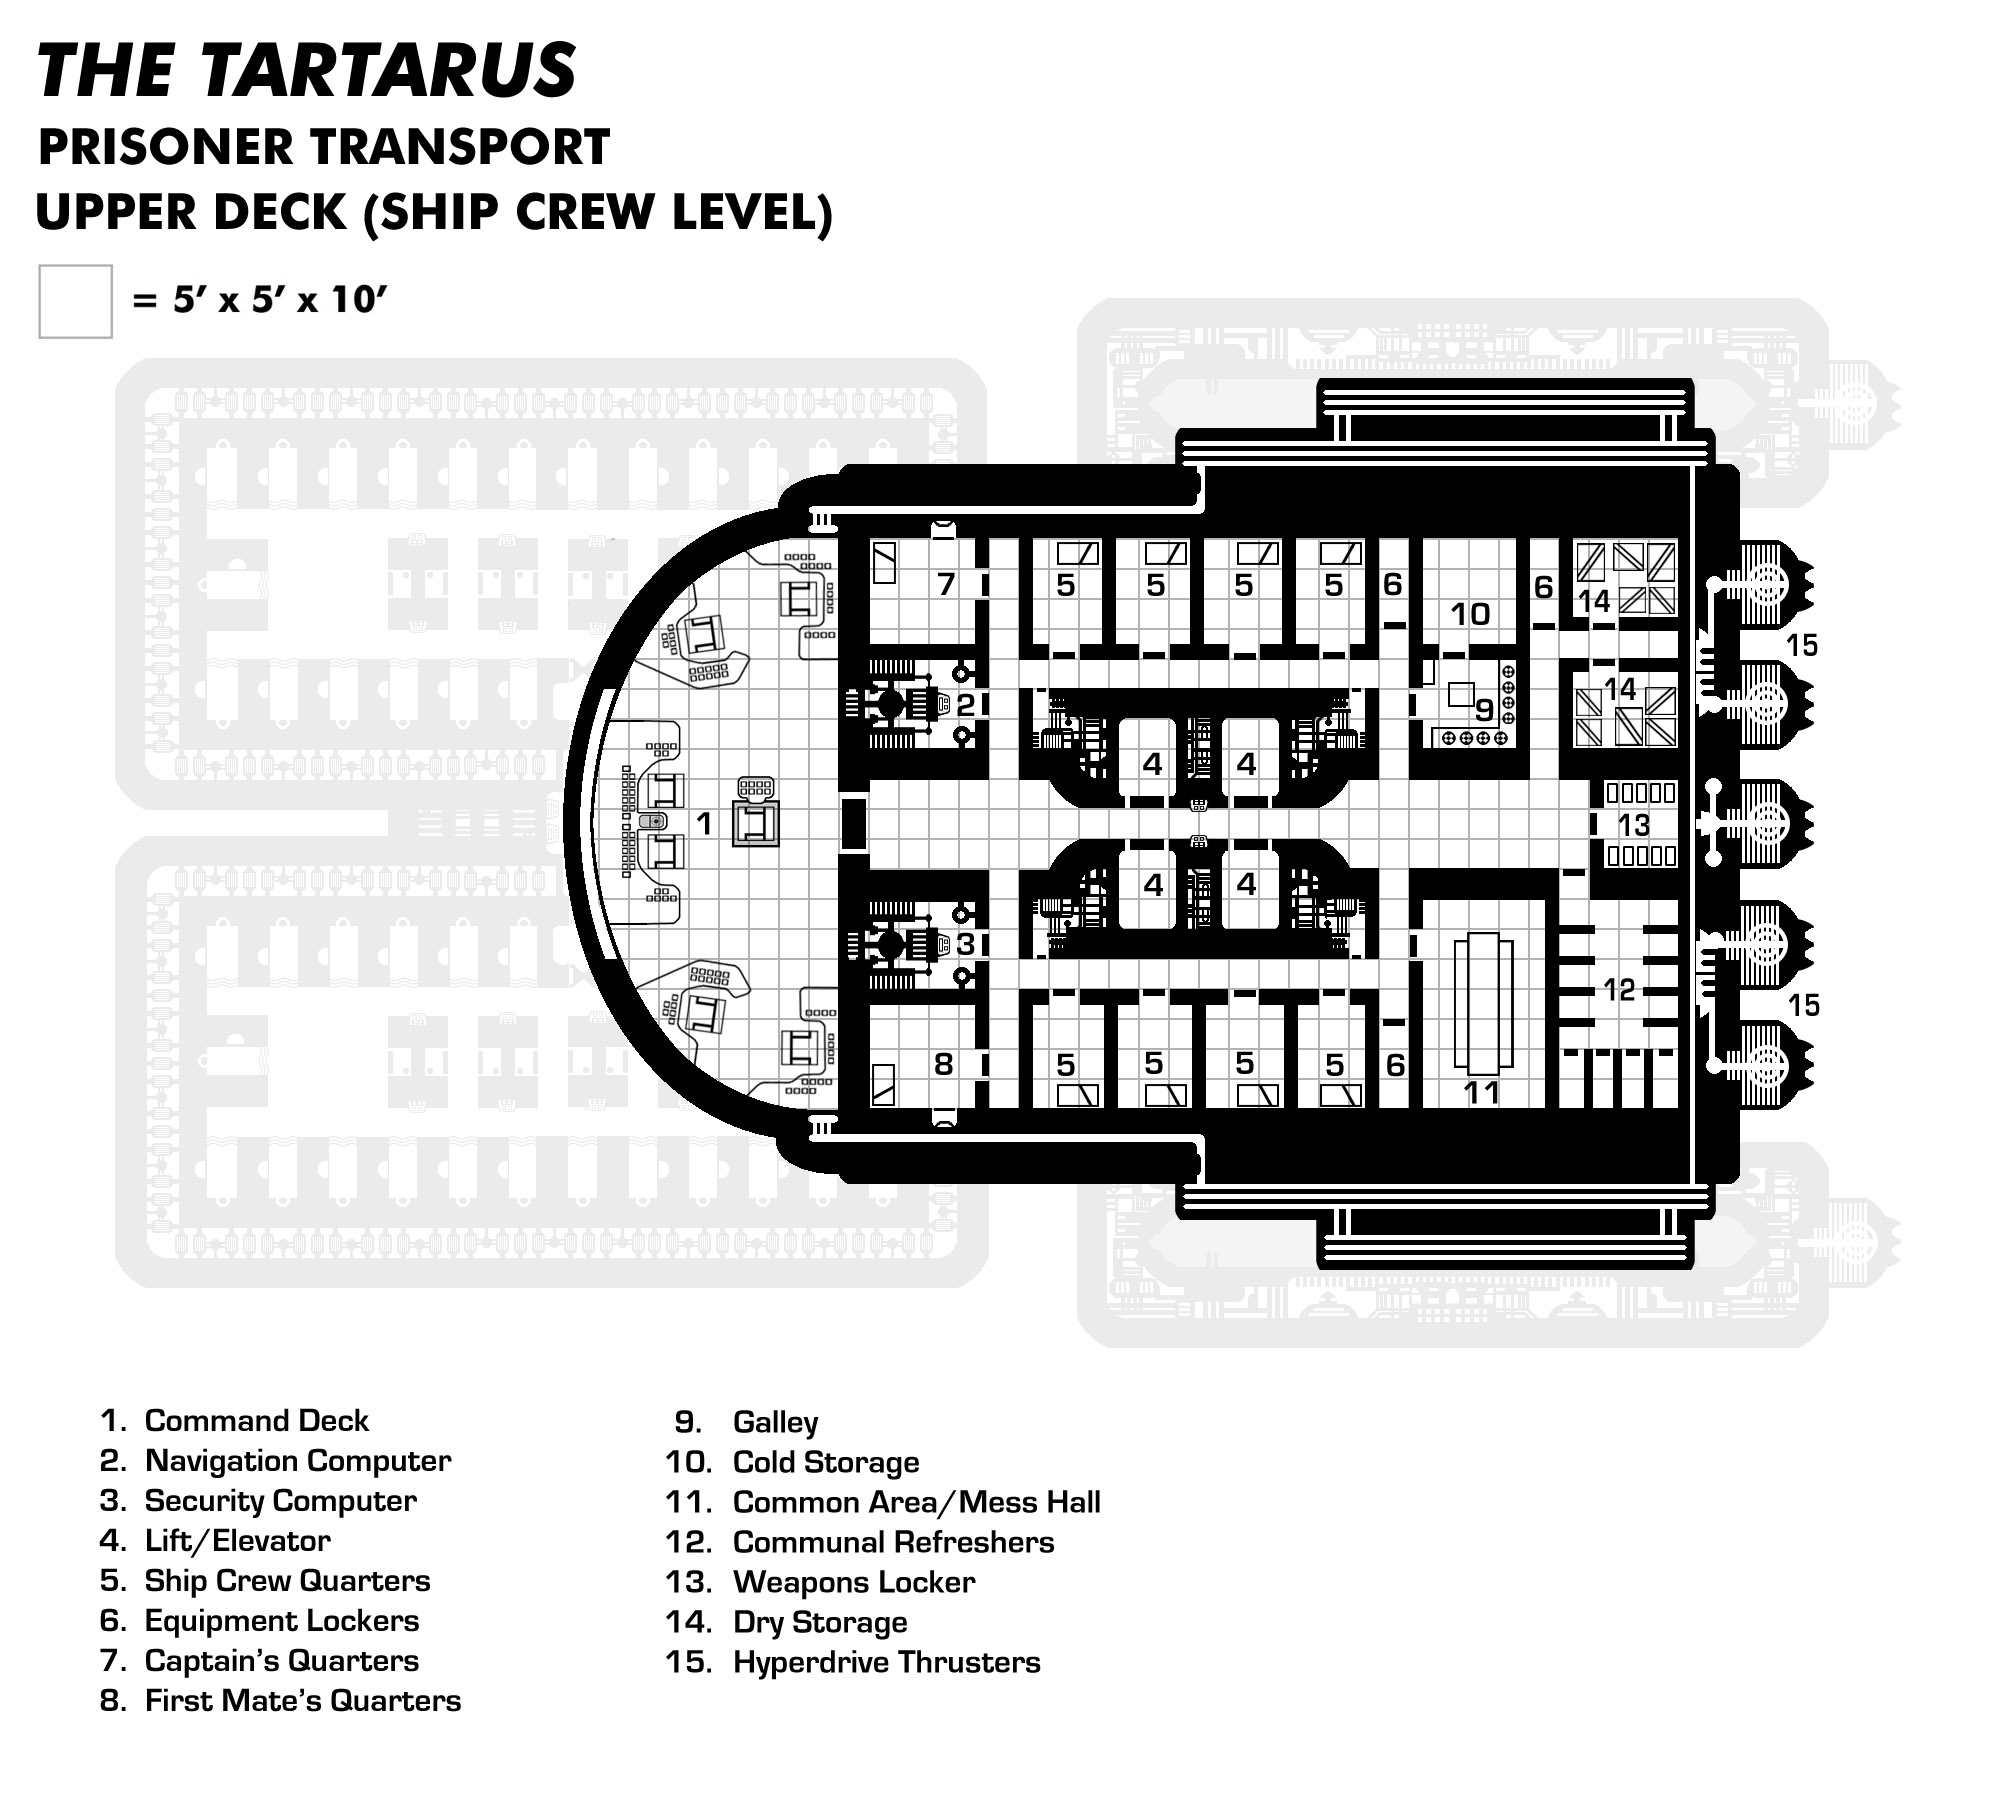 THE TARTARUS
PRISONER TRANSPORT
UPPER DECK (SHIP CREW LEVEL)
= 5’ x 5’ x 10’
7
5
5
5
5
6
10
6
14
15
2
9
14
4
4
1
13
4
4
3
12
15
8
5
5
5
5
6
11
1. Command Deck
2. Navigation Computer
3. Security Computer
4. Lift/Elevator
5. Ship Crew Quarters
6. Equipment Lockers
7. Captain’s Quarters
8. First Mate’s Quarters
9. Galley
10. Cold Storage
11. Common Area/Mess Hall
12. Communal Refreshers
13. Weapons Locker
14. Dry Storage
15. Hyperdrive Thrusters